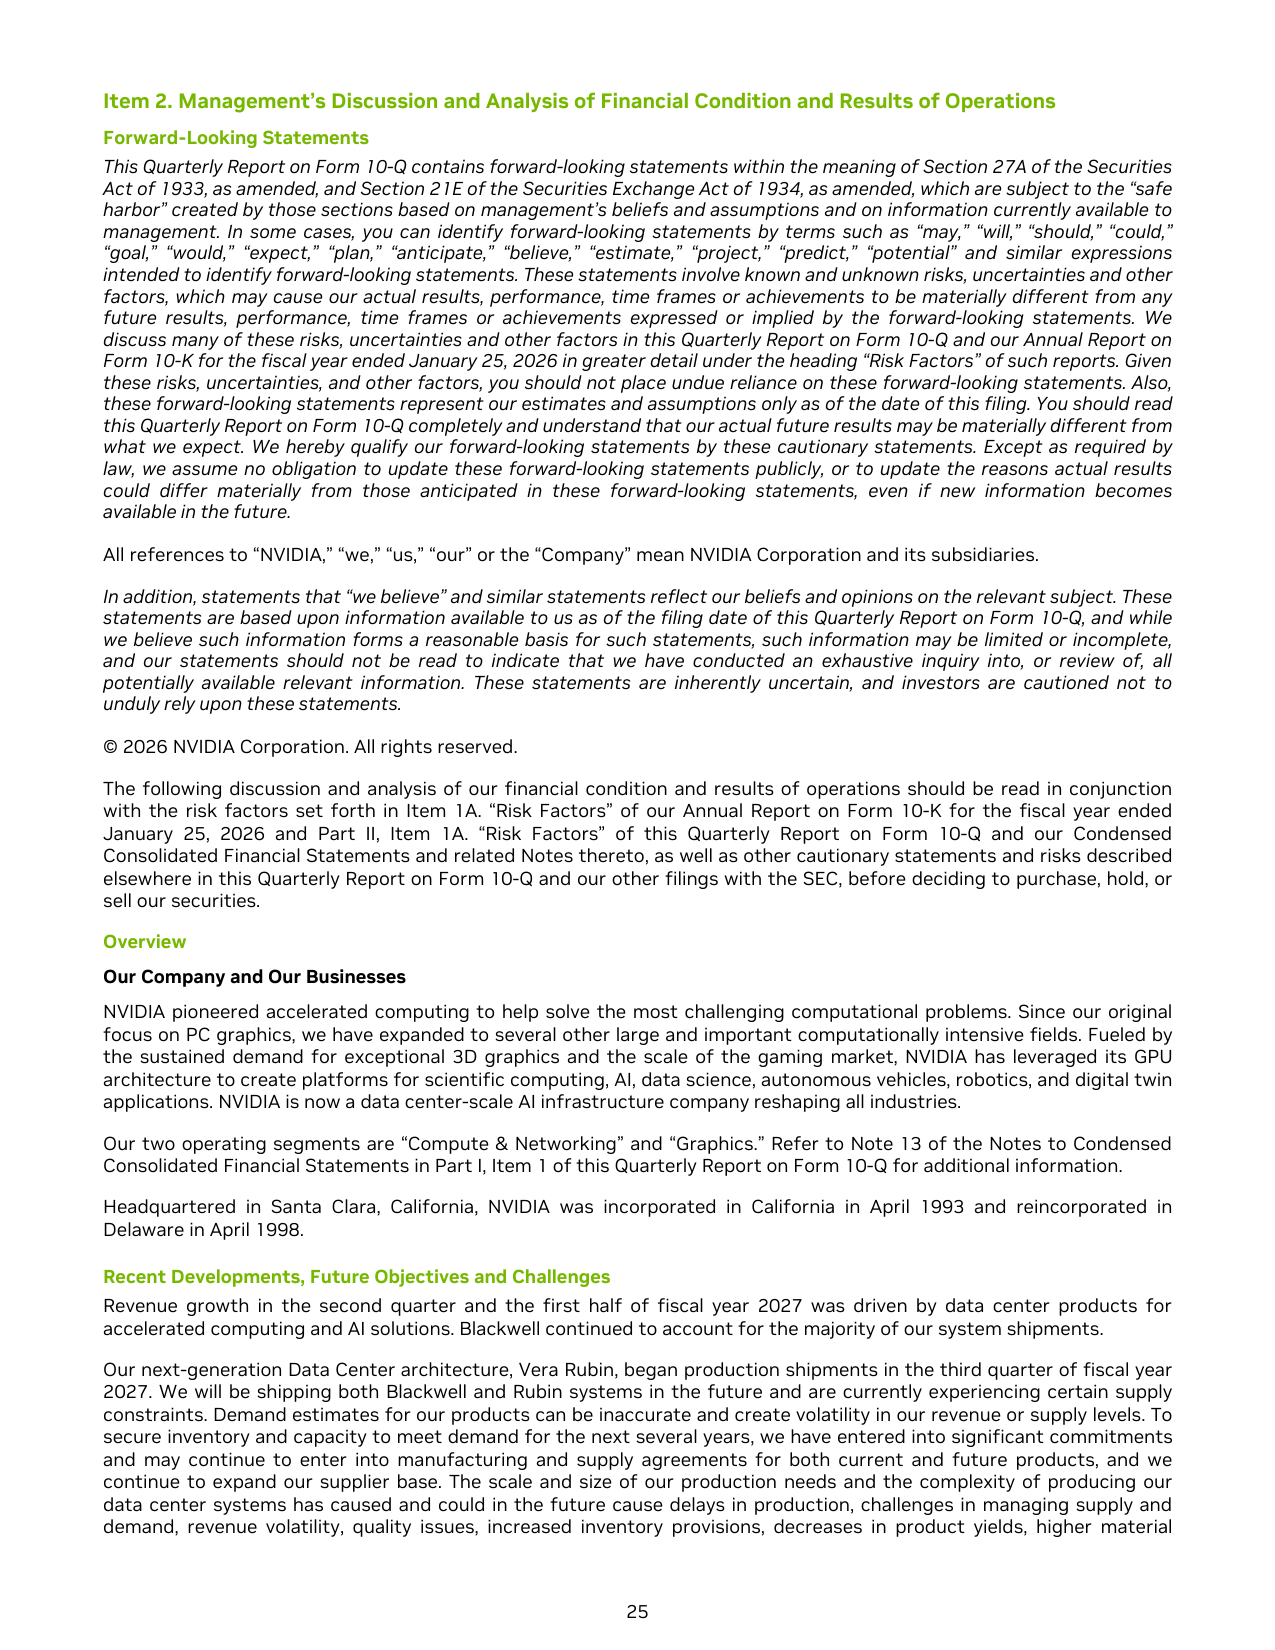 Item 2. Management’s Discussion and Analysis of Financial Condition and Results of Operations
Forward-Looking Statements
This Quarterly Report on Form 10-Q contains forward-looking statements within the meaning of Section 27A of the Securities
Act of 1933, as amended, and Section 21E of the Securities Exchange Act of 1934, as amended, which are subject to the “safe
harbor” created by those sections based on management’s beliefs and assumptions and on information currently available to
management. In some cases, you can identify forward-looking statements by terms such as “may,” “will,” “should,” “could,”
“goal,” “would,” “expect,” “plan,” “anticipate,” “believe,” “estimate,” “project,” “predict,” “potential” and similar expressions
intended to identify forward-looking statements. These statements involve known and unknown risks, uncertainties and other
factors, which may cause our actual results, performance, time frames or achievements to be materially different from any
future results, performance, time frames or achievements expressed or implied by the forward-looking statements. We
discuss many of these risks, uncertainties and other factors in this Quarterly Report on Form 10-Q and our Annual Report on
Form 10-K for the fiscal year ended January 25, 2026 in greater detail under the heading “Risk Factors” of such reports. Given
these risks, uncertainties, and other factors, you should not place undue reliance on these forward-looking statements. Also,
these forward-looking statements represent our estimates and assumptions only as of the date of this filing. You should read
this Quarterly Report on Form 10-Q completely and understand that our actual future results may be materially different from
what we expect. We hereby qualify our forward-looking statements by these cautionary statements. Except as required by
law, we assume no obligation to update these forward-looking statements publicly, or to update the reasons actual results
could differ materially from those anticipated in these forward-looking statements, even if new information becomes
available in the future.
All references to “NVIDIA,” “we,” “us,” “our” or the “Company” mean NVIDIA Corporation and its subsidiaries.
In addition, statements that “we believe” and similar statements reflect our beliefs and opinions on the relevant subject. These
statements are based upon information available to us as of the filing date of this Quarterly Report on Form 10-Q, and while
we believe such information forms a reasonable basis for such statements, such information may be limited or incomplete,
and our statements should not be read to indicate that we have conducted an exhaustive inquiry into, or review of, all
potentially available relevant information. These statements are inherently uncertain, and investors are cautioned not to
unduly rely upon these statements.
© 2026 NVIDIA Corporation. All rights reserved.
The following discussion and analysis of our financial condition and results of operations should be read in conjunction
with the risk factors set forth in Item 1A. “Risk Factors” of our Annual Report on Form 10-K for the fiscal year ended
January 25, 2026 and Part II, Item 1A. “Risk Factors” of this Quarterly Report on Form 10-Q and our Condensed
Consolidated Financial Statements and related Notes thereto, as well as other cautionary statements and risks described
elsewhere in this Quarterly Report on Form 10-Q and our other filings with the SEC, before deciding to purchase, hold, or
sell our securities.
Overview
Our Company and Our Businesses
NVIDIA pioneered accelerated computing to help solve the most challenging computational problems. Since our original
focus on PC graphics, we have expanded to several other large and important computationally intensive fields. Fueled by
the sustained demand for exceptional 3D graphics and the scale of the gaming market, NVIDIA has leveraged its GPU
architecture to create platforms for scientific computing, AI, data science, autonomous vehicles, robotics, and digital twin
applications. NVIDIA is now a data center-scale AI infrastructure company reshaping all industries.
Our two operating segments are “Compute & Networking” and “Graphics.” Refer to Note 13 of the Notes to Condensed
Consolidated Financial Statements in Part I, Item 1 of this Quarterly Report on Form 10-Q for additional information.
Headquartered in Santa Clara, California, NVIDIA was incorporated in California in April 1993 and reincorporated in
Delaware in April 1998.
Recent Developments, Future Objectives and Challenges
Revenue growth in the second quarter and the first half of fiscal year 2027 was driven by data center products for
accelerated computing and AI solutions. Blackwell continued to account for the majority of our system shipments.
Our next-generation Data Center architecture, Vera Rubin, began production shipments in the third quarter of fiscal year
2027. We will be shipping both Blackwell and Rubin systems in the future and are currently experiencing certain supply
constraints. Demand estimates for our products can be inaccurate and create volatility in our revenue or supply levels. To
secure inventory and capacity to meet demand for the next several years, we have entered into significant commitments
and may continue to enter into manufacturing and supply agreements for both current and future products, and we
continue to expand our supplier base. The scale and size of our production needs and the complexity of producing our
data center systems has caused and could in the future cause delays in production, challenges in managing supply and
demand, revenue volatility, quality issues, increased inventory provisions, decreases in product yields, higher material
25